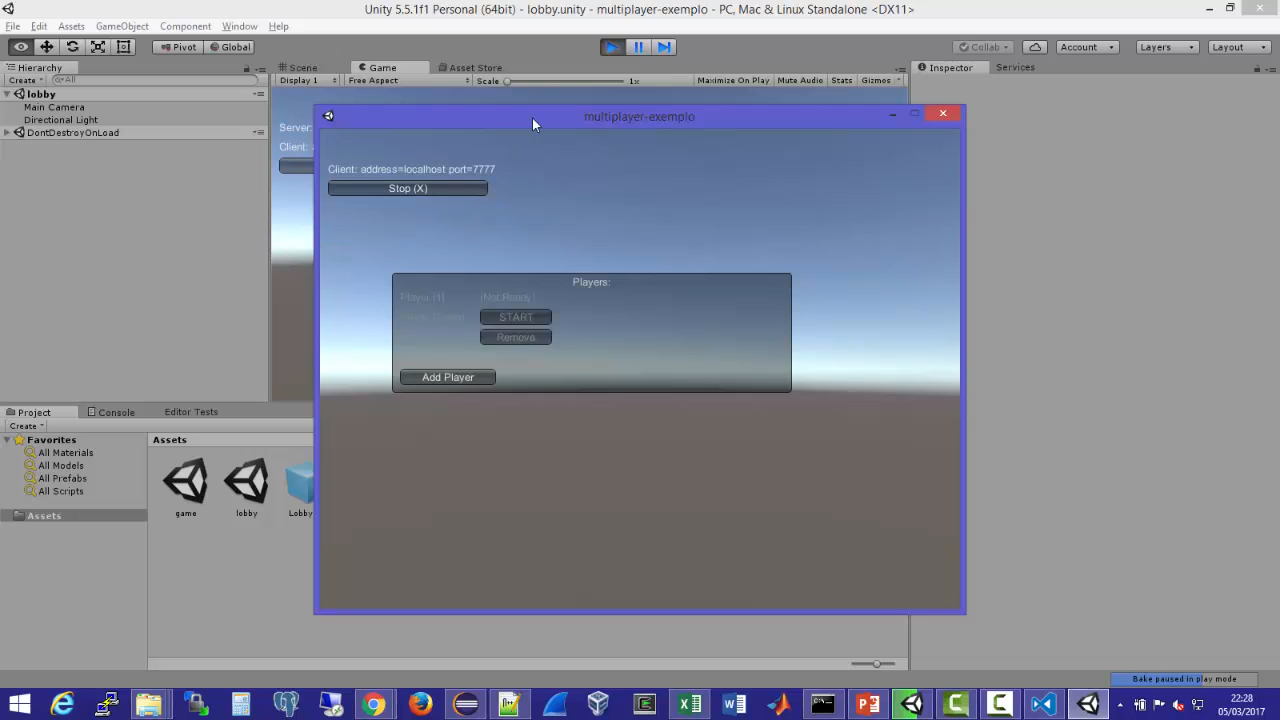 Unity 5.5.1f1 Personal (64bit) - lobby.unity - multiplayer-exemplo - PC, Mac & Linux Standalone <DX11>
File Edit Assets GameObject Component Window Help
Pivot Global Collab Account Layers Layout
Hierarchy Scene Game Asset Store Inspector Services
Create All Display 1 Free Aspect Scale 1x Maximize On Play Mute Audio Stats Gizmos
lobby
Main Camera
Directional Light
DontDestroyOnLoad
Server:
Client:
multiplayer-exemplo
Client: address=localhost port=7777
Stop (X)
Players:
Player [1] (Not Ready)
START
Remove
Add Player
Project Console Editor Tests
Create
Favorites
All Materials
All Models
All Prefabs
All Scripts
Assets
Assets
game lobby Lobby
Bake paused in play mode
22:28
05/03/2017